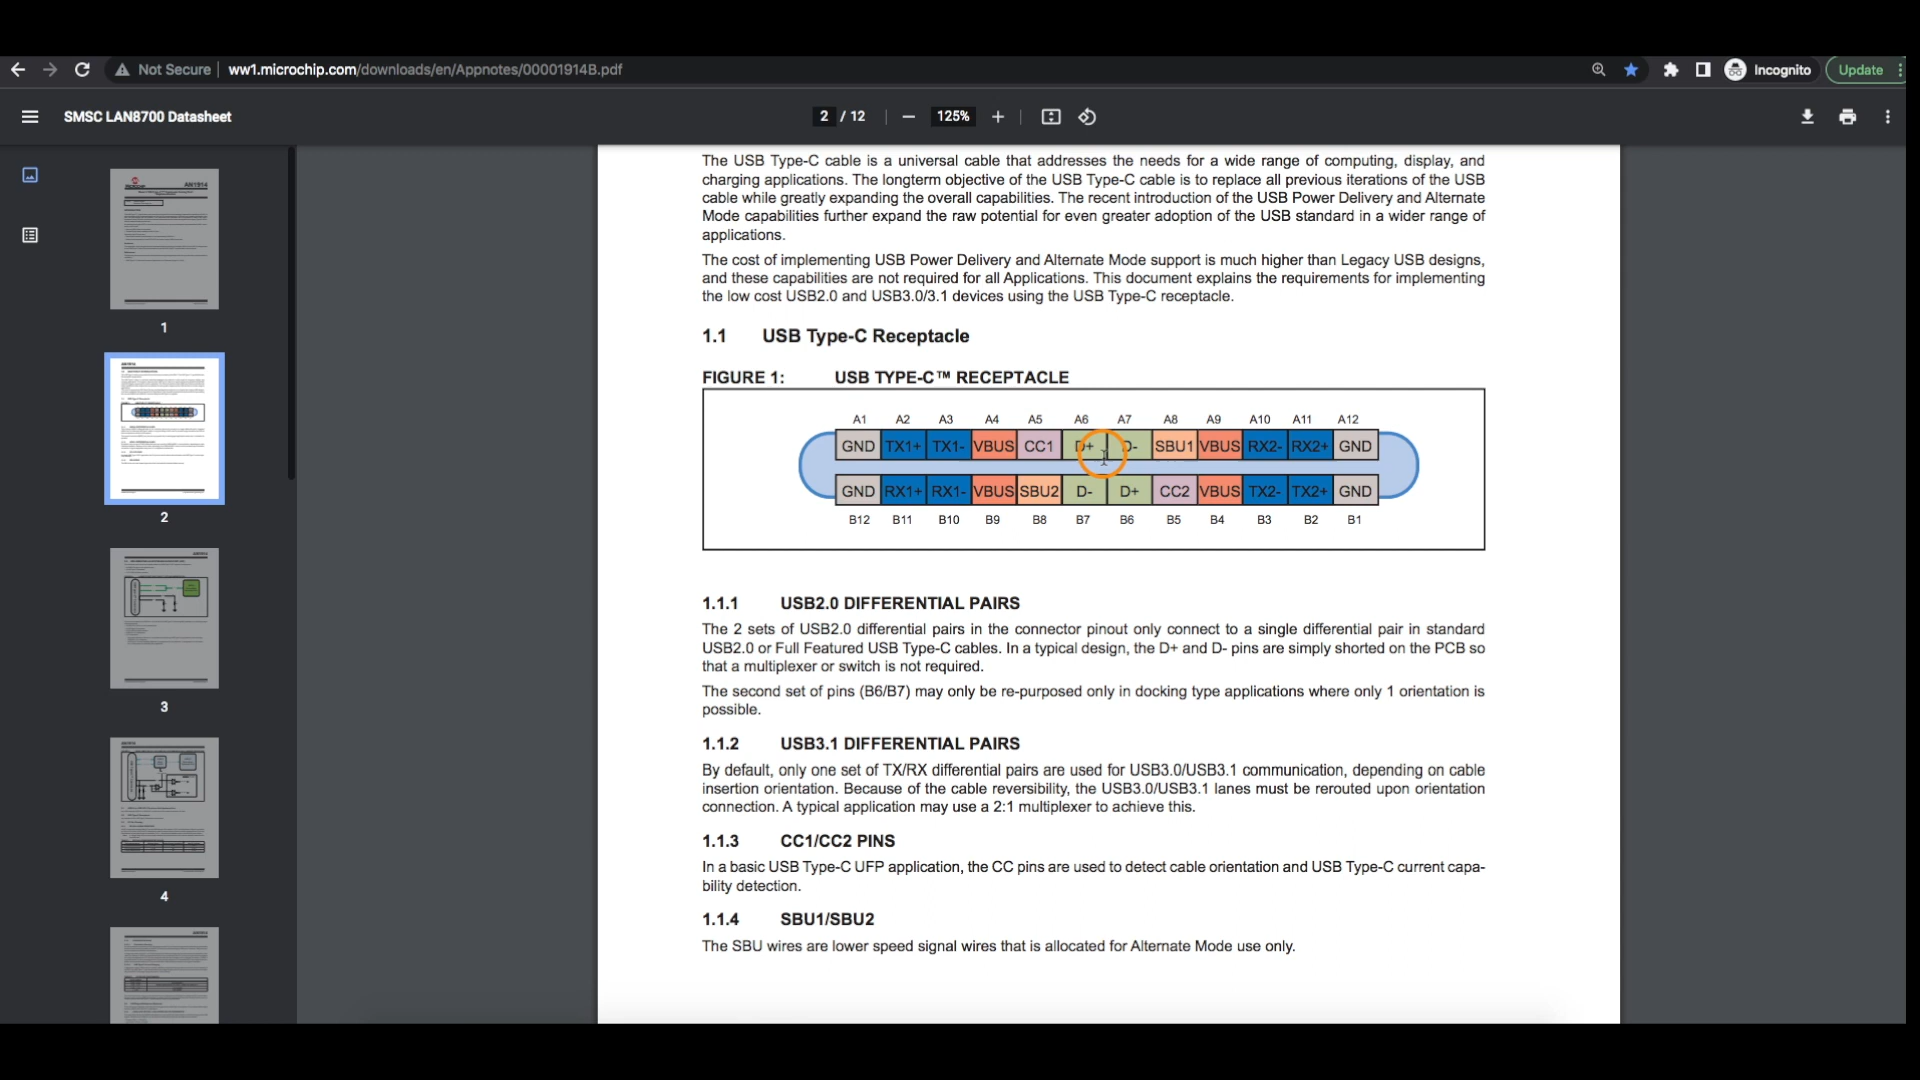 Not Secure | ww1.microchip.com/downloads/en/Appnotes/00001914B.pdf
Incognito
Update
SMSC LAN8700 Datasheet
2 / 12
125%
AN1914
1
2
3
4
The USB Type-C cable is a universal cable that addresses the needs for a wide range of computing, display, and
charging applications. The longterm objective of the USB Type-C cable is to replace all previous iterations of the USB
cable while greatly expanding the overall capabilities. The recent introduction of the USB Power Delivery and Alternate
Mode capabilities further expand the raw potential for even greater adoption of the USB standard in a wider range of
applications.
The cost of implementing USB Power Delivery and Alternate Mode support is much higher than Legacy USB designs,
and these capabilities are not required for all Applications. This document explains the requirements for implementing
the low cost USB2.0 and USB3.0/3.1 devices using the USB Type-C receptacle.
1.1 USB Type-C Receptacle
FIGURE 1: USB TYPE-C™ RECEPTACLE
A1 A2 A3 A4 A5 A6 A7 A8 A9 A10 A11 A12
GND TX1+ TX1- VBUS CC1 D+ D- SBU1 VBUS RX2- RX2+ GND
GND RX1+ RX1- VBUS SBU2 D- D+ CC2 VBUS TX2- TX2+ GND
B12 B11 B10 B9 B8 B7 B6 B5 B4 B3 B2 B1
1.1.1 USB2.0 DIFFERENTIAL PAIRS
The 2 sets of USB2.0 differential pairs in the connector pinout only connect to a single differential pair in standard
USB2.0 or Full Featured USB Type-C cables. In a typical design, the D+ and D- pins are simply shorted on the PCB so
that a multiplexer or switch is not required.
The second set of pins (B6/B7) may only be re-purposed only in docking type applications where only 1 orientation is
possible.
1.1.2 USB3.1 DIFFERENTIAL PAIRS
By default, only one set of TX/RX differential pairs are used for USB3.0/USB3.1 communication, depending on cable
insertion orientation. Because of the cable reversibility, the USB3.0/USB3.1 lanes must be rerouted upon orientation
connection. A typical application may use a 2:1 multiplexer to achieve this.
1.1.3 CC1/CC2 PINS
In a basic USB Type-C UFP application, the CC pins are used to detect cable orientation and USB Type-C current capa-
bility detection.
1.1.4 SBU1/SBU2
The SBU wires are lower speed signal wires that is allocated for Alternate Mode use only.